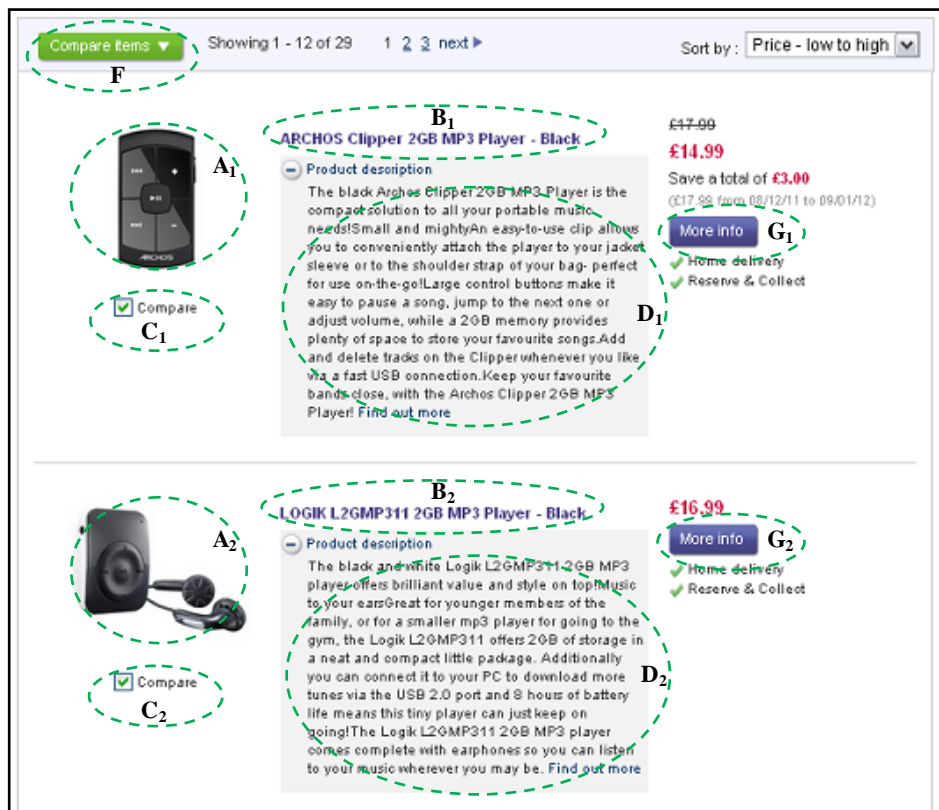 Compare Items ▼
Showing 1 - 12 of 29 1 2 3 next ▶
Sort by : Price - low to high
F
B1
ARCHOS Clipper 2GB MP3 Player - Black
A1
ARCHOS
Compare
C1
Product description
The black Archos Clipper 2GB MP3 Player is the
compact solution to all your portable music
needs!Small and mightyAn easy-to-use clip allows
you to conveniently attach the player to your jacket
sleeve or to the shoulder strap of your bag- perfect
for use on-the-go!Large control buttons make it
easy to pause a song, jump to the next one or
adjust volume, while a 2GB memory provides
plenty of space to store your favourite songs.Add
and delete tracks on the Clipper whenever you like
via a fast USB connection.Keep your favourite
bands close, with the Archos Clipper 2GB MP3
Player! Find out more
D1
£17.99
£14.99
Save a total of £3.00
(£17.99 from 08/12/11 to 09/01/12)
More info
G1
Home delivery
Reserve & Collect
B2
LOGIK L2GMP311 2GB MP3 Player - Black
A2
Compare
C2
Product description
The black and white Logik L2GMP311 2GB MP3
player offers brilliant value and style on top!Music
to your earsGreat for younger members of the
family, or for a smaller mp3 player for going to the
gym, the Logik L2GMP311 offers 2GB of storage in
a neat and compact little package. Additionally
you can connect it to your PC to download more
tunes via the USB 2.0 port and 8 hours of battery
life means this tiny player can just keep on
going!The Logik L2GMP311 2GB MP3 player
comes complete with earphones so you can listen
to your music wherever you may be. Find out more
D2
£16.99
More info
G2
Home delivery
Reserve & Collect